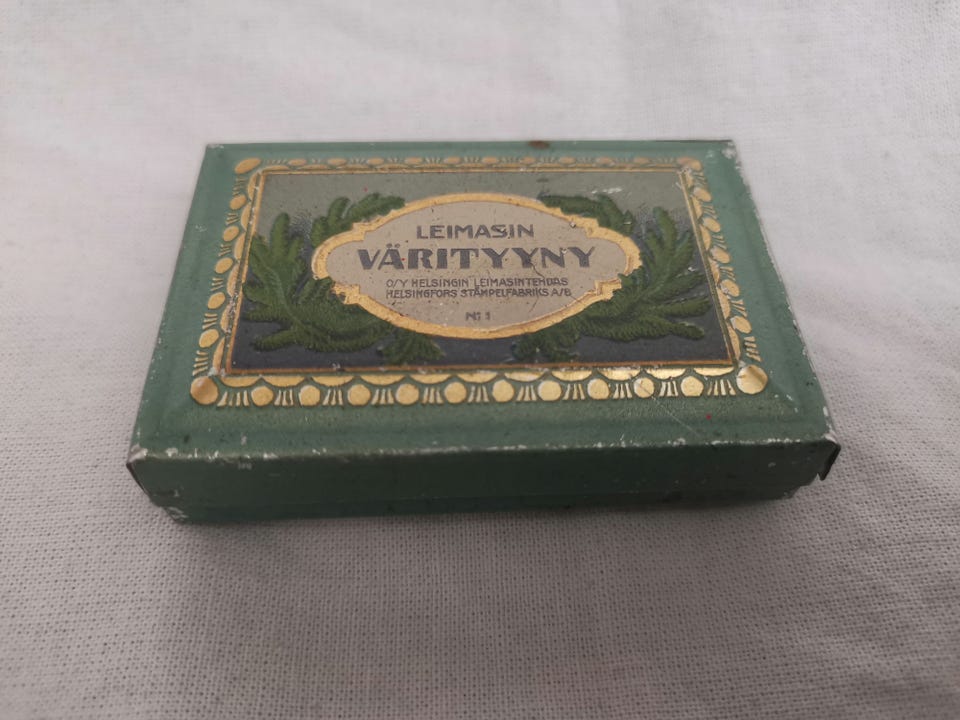 LEIMASIN
VÄRITYYNY
O/Y HELSINGIN LEIMASINTEHDAS
HELSINGFORS STÄMPELFABRIKS A/B
No 1